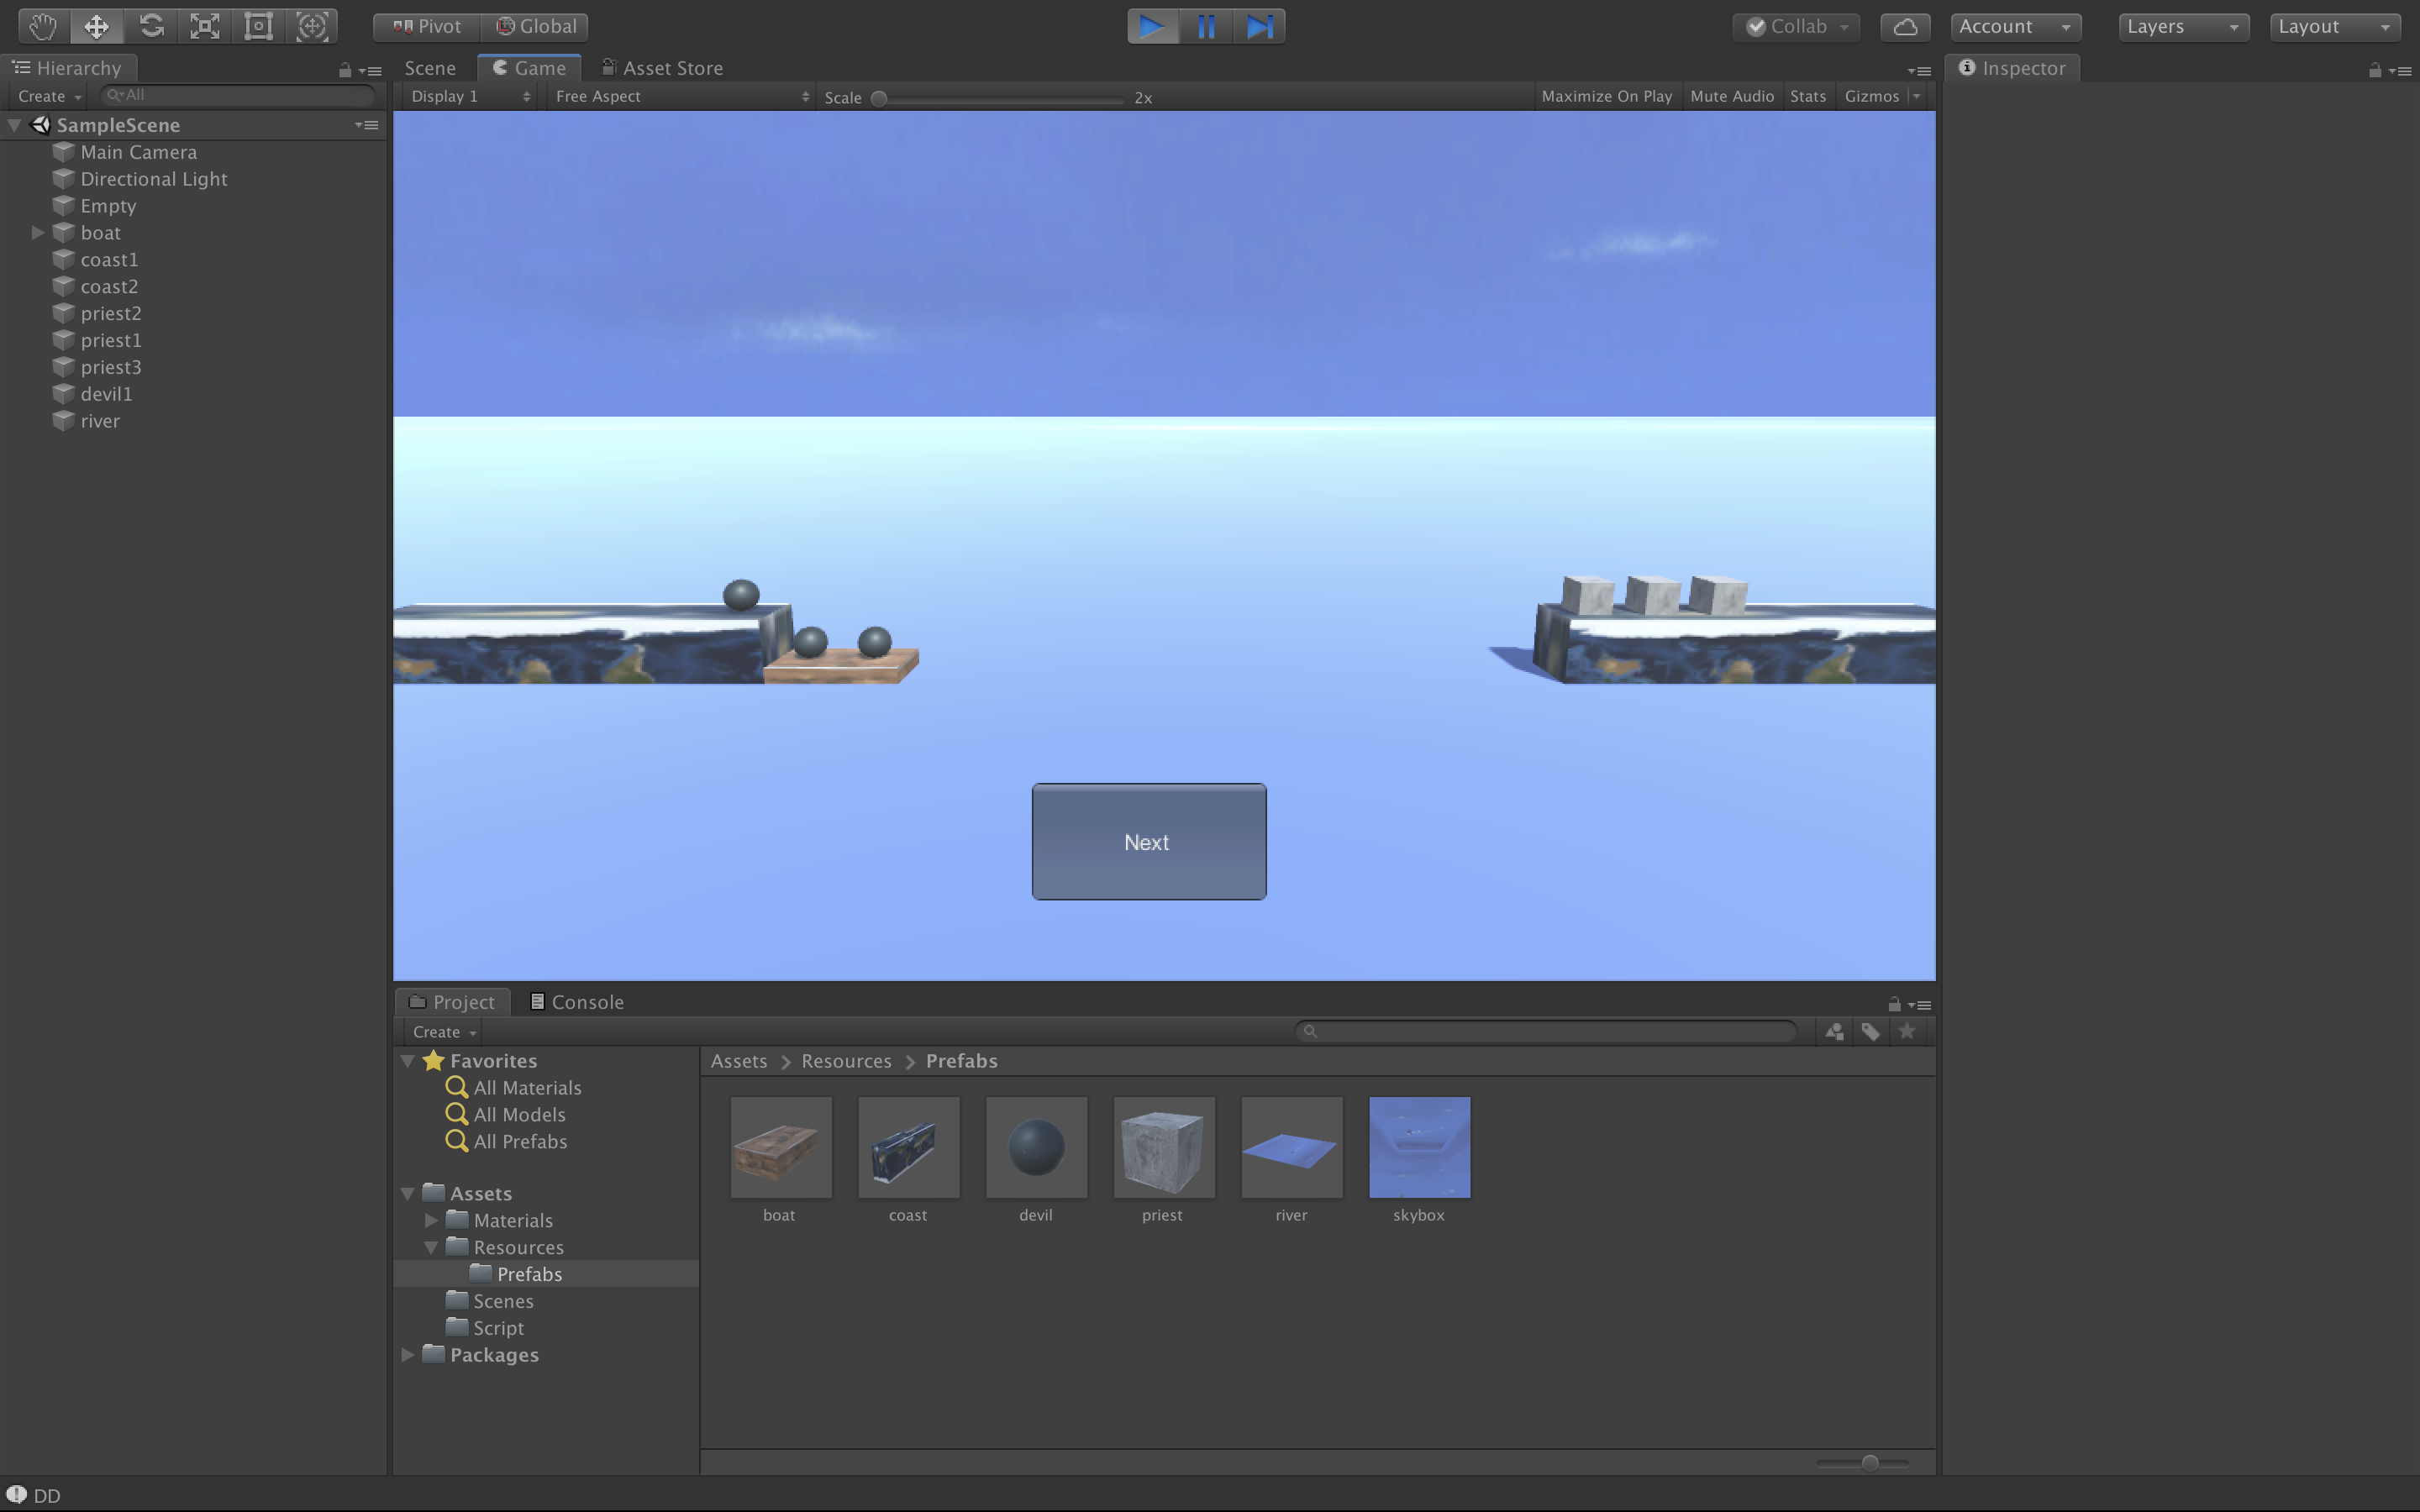 Pivot Global Collab Account Layers Layout
Hierarchy Scene Game Asset Store Inspector
Create All Display 1 Free Aspect Scale 2x Maximize On Play Mute Audio Stats Gizmos
SampleScene
Main Camera
Directional Light
Empty
boat
coast1
coast2
priest2
priest1
priest3
devil1
river
Next
Project Console
Create
Favorites
All Materials
All Models
All Prefabs
Assets
Materials
Resources
Prefabs
Scenes
Script
Packages
Assets Resources Prefabs
boat coast devil priest river skybox
DD